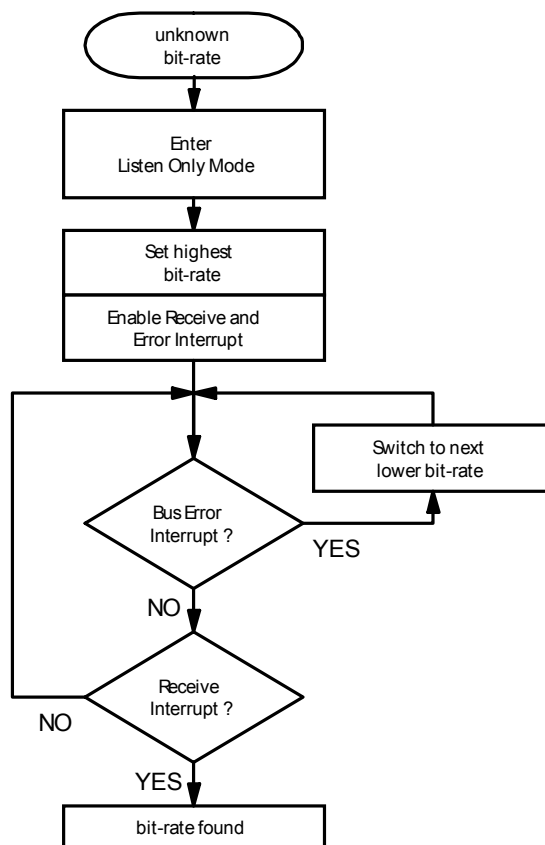 unknown
bit-rate
Enter
Listen Only Mode
Set highest
bit-rate
Enable Receive and
Error Interrupt
Switch to next
lower bit-rate
Bus Error
Interrupt ?
YES
NO
Receive
Interrupt ?
NO
YES
bit-rate found